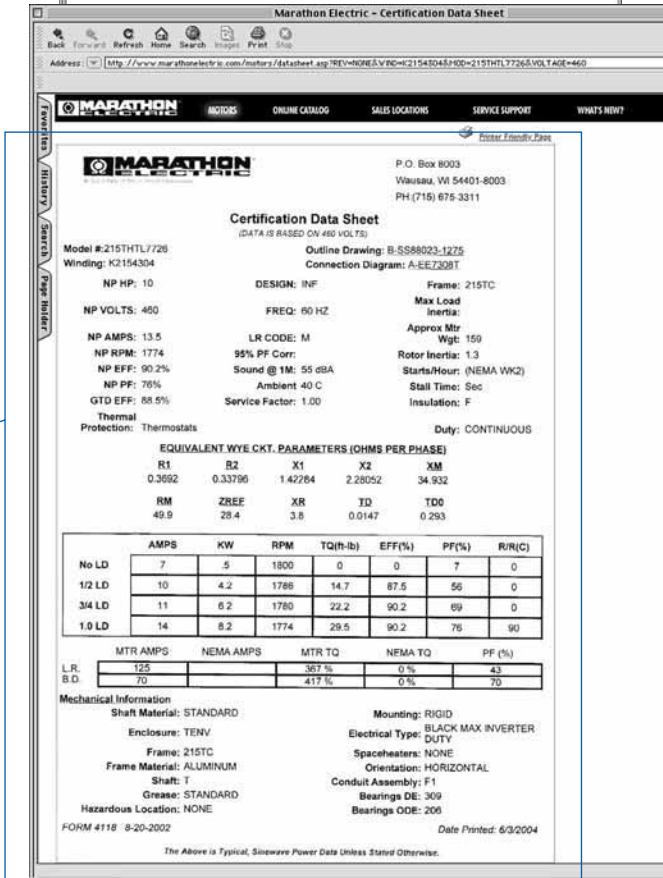 Marathon Electric – Certification Data Sheet
Back Forward Refresh Home Search Images Print Stop
Address: http://www.marathonelectric.com/motors/datasheet.asp?REV=NONE&WIND=K2154304&MOD=215THTL7726&VOLTAGE=460
Favorites
History
Search
Page Holder
MARATHON ELECTRIC MOTORS ONLINE CATALOG SALES LOCATIONS SERVICE SUPPORT WHAT'S NEW?
Printer Friendly Page
MARATHON P.O. Box 8003
ELECTRIC Wausau, WI 54401-8003
PH:(715) 675-3311
Certification Data Sheet
(DATA IS BASED ON 460 VOLTS)
Model #:215THTL7726 Outline Drawing: B-SS88023-1275
Winding: K2154304 Connection Diagram: A-EE7308T
NP HP: 10 DESIGN: INF Frame: 215TC
NP VOLTS: 460 FREQ: 60 HZ Max Load Inertia:
NP AMPS: 13.5 LR CODE: M Approx Mtr Wgt: 159
NP RPM: 1774 95% PF Corr: Rotor Inertia: 1.3
NP EFF: 90.2% Sound @ 1M: 55 dBA Starts/Hour: (NEMA WK2)
NP PF: 76% Ambient 40 C Stall Time: Sec
GTD EFF: 88.5% Service Factor: 1.00 Insulation: F
Thermal Protection: Thermostats Duty: CONTINUOUS
EQUIVALENT WYE CKT. PARAMETERS (OHMS PER PHASE)
R1 R2 X1 X2 XM
0.3692 0.33796 1.42284 2.28052 34.932
RM ZREF XR TD TD0
49.9 28.4 3.8 0.0147 0.293
AMPS KW RPM TQ(ft-lb) EFF(%) PF(%) R/R(C)
No LD 7 .5 1800 0 0 7 0
1/2 LD 10 4.2 1786 14.7 87.5 56 0
3/4 LD 11 6.2 1780 22.2 90.2 69 0
1.0 LD 14 8.2 1774 29.5 90.2 76 90
MTR AMPS NEMA AMPS MTR TQ NEMA TQ PF (%)
L.R. 125 367 % 0 % 43
B.D. 70 417 % 0 % 70
Mechanical Information
Shaft Material: STANDARD Mounting: RIGID
Enclosure: TENV Electrical Type: BLACK MAX INVERTER DUTY
Frame: 215TC Spaceheaters: NONE
Frame Material: ALUMINUM Orientation: HORIZONTAL
Shaft: T Conduit Assembly: F1
Grease: STANDARD Bearings DE: 309
Hazardous Location: NONE Bearings ODE: 206
FORM 4118 8-20-2002 Date Printed: 6/3/2004
The Above is Typical, Sinewave Power Data Unless Stated Otherwise.